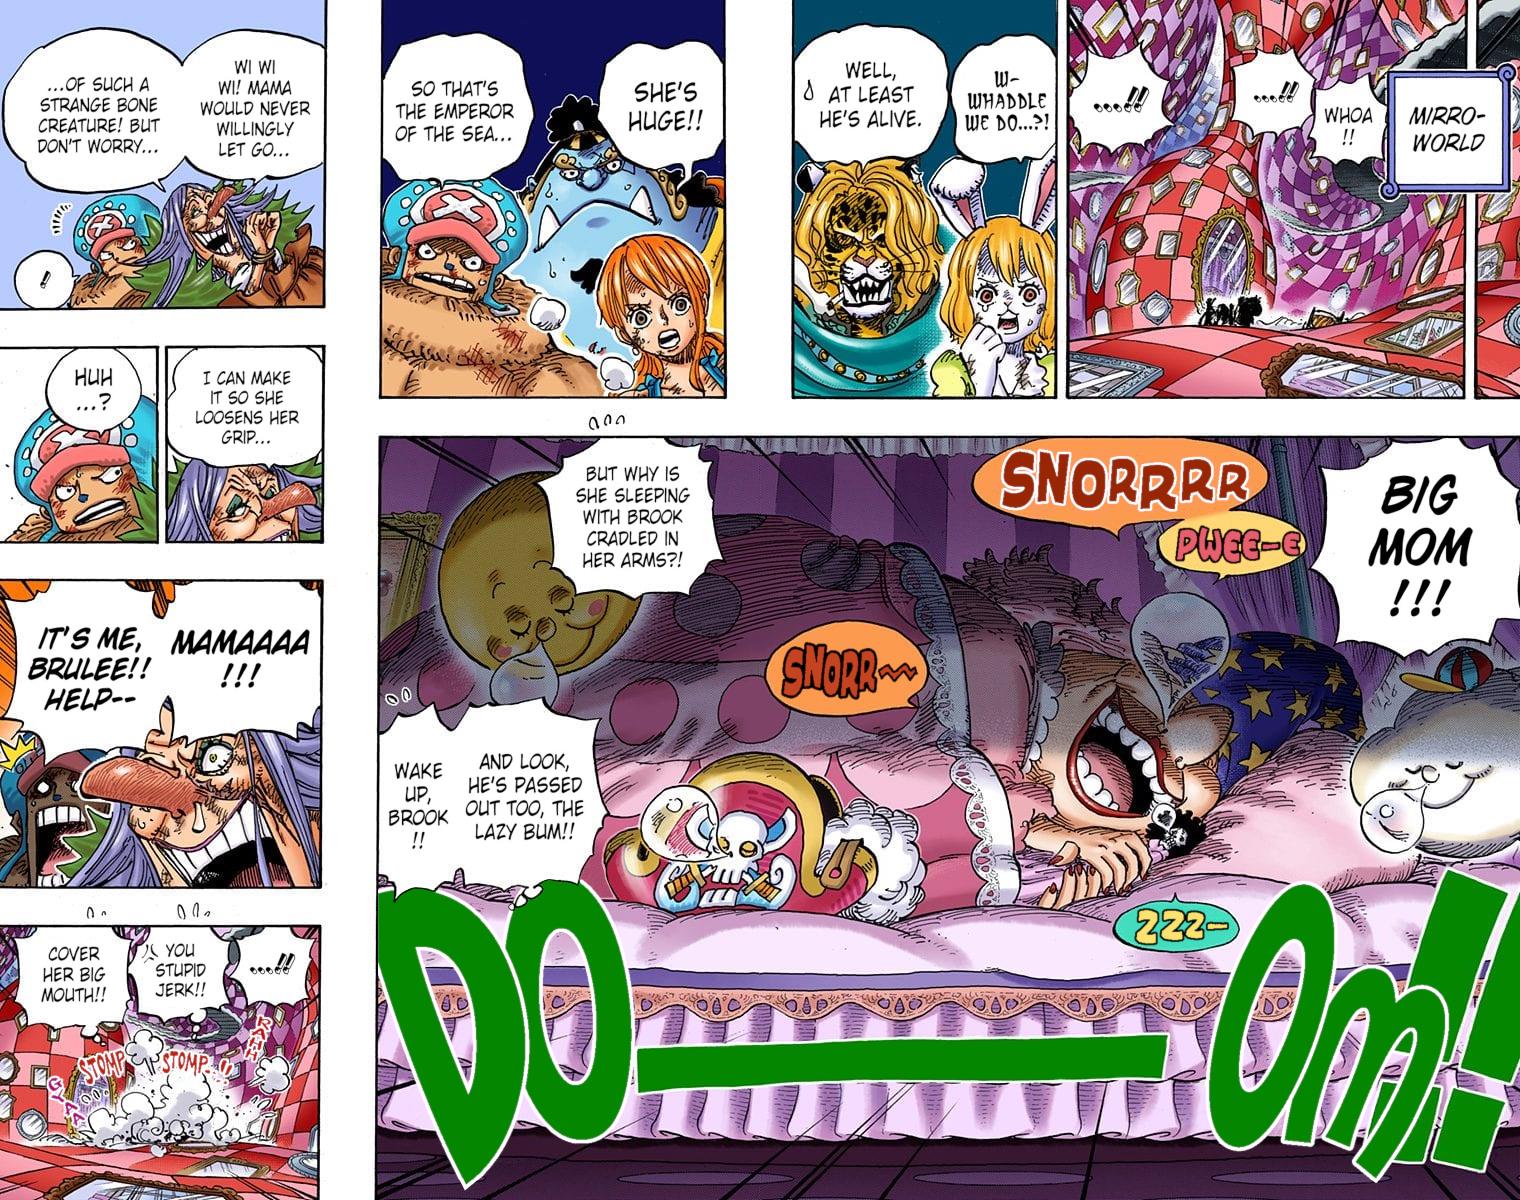 MIRRO-
WORLD
WHOA
!!
...!!
...!!
W-
WHADDLE
WE DO...?!
WELL,
AT LEAST
HE'S ALIVE.
SHE'S
HUGE!!
SO THAT'S
THE EMPEROR
OF THE SEA...
BIG
MOM
!!!
SNORRRR
PWEE-E
BUT WHY IS
SHE SLEEPING
WITH BROOK
CRADLED IN
HER ARMS?!
SNORR~~
AND LOOK,
HE'S PASSED
OUT TOO, THE
LAZY BUM!!
WAKE
UP,
BROOK
!!
ZZZ-
DO—OM!!
WI WI
WI! MAMA
WOULD NEVER
WILLINGLY
LET GO...
...OF SUCH A
STRANGE BONE
CREATURE! BUT
DON'T WORRY...
!
I CAN MAKE
IT SO SHE
LOOSENS HER
GRIP...
HUH
...?
MAMAAAA
!!!
IT'S ME,
BRULEE!!
HELP--
...!!
YOU
STUPID
JERK!!
COVER
HER BIG
MOUTH!!
RAHH
STOMP
STOMP
!!
GYAA